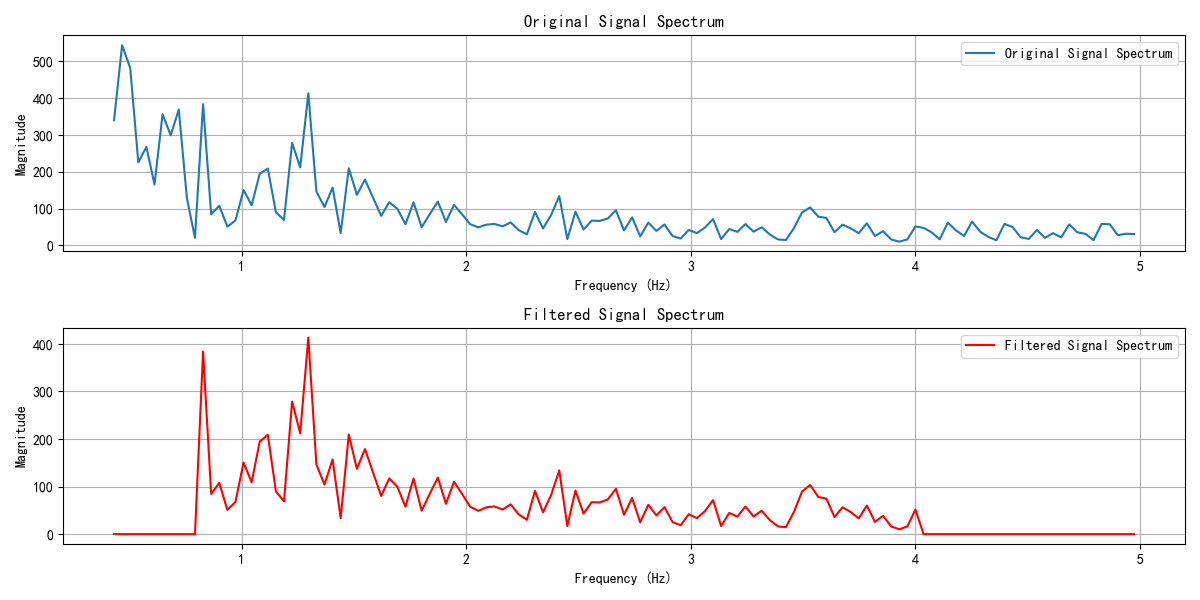 Original Signal Spectrum
Original Signal Spectrum
Magnitude
500
400
300
200
100
0
1 2 3 4 5
Frequency (Hz)
Filtered Signal Spectrum
Filtered Signal Spectrum
Magnitude
400
300
200
100
0
1 2 3 4 5
Frequency (Hz)